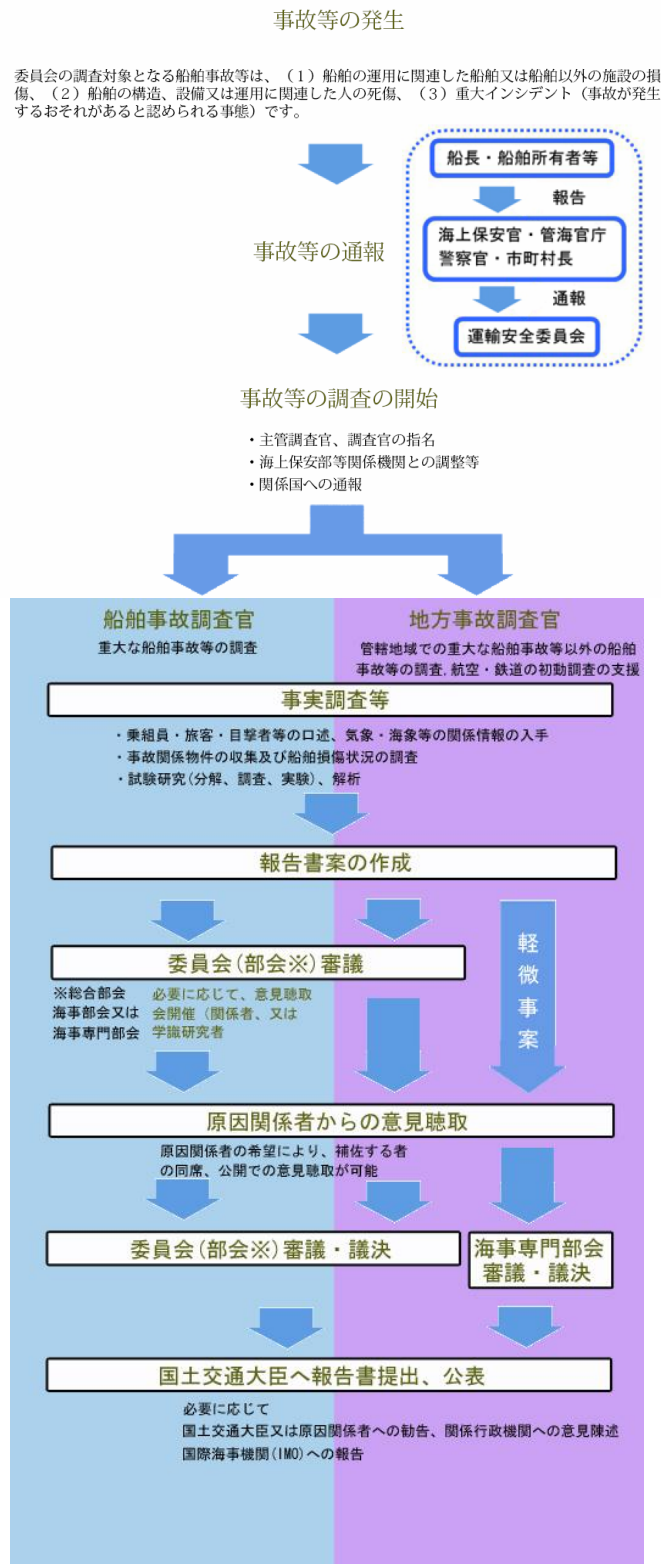 事故等の発生
委員会の調査対象となる船舶事故等は、（１）船舶の運用に関連した船舶又は船舶以外の施設の損
傷、（２）船舶の構造、設備又は運用に関連した人の死傷、（３）重大インシデント（事故が発生
するおそれがあると認められる事態）です。
船長・船舶所有者等
報告
事故等の通報
海上保安官・管海官庁
警察官・市町村長
通報
運輸安全委員会
事故等の調査の開始
・主管調査官、調査官の指名
・海上保安部等関係機関との調整等
・関係国への通報
船舶事故調査官
重大な船舶事故等の調査
地方事故調査官
管轄地域での重大な船舶事故等以外の船舶
事故等の調査,航空・鉄道の初動調査の支援
事実調査等
・乗組員・旅客・目撃者等の口述、気象・海象等の関係情報の入手
・事故関係物件の収集及び船舶損傷状況の調査
・試験研究(分解、調査、実験)、解析
報告書案の作成
軽微事案
委員会(部会※)審議
※総合部会
海事部会又は
海事専門部会
必要に応じて、意見聴取
会開催（関係者、又は
学識研究者
原因関係者からの意見聴取
原因関係者の希望により、補佐する者
の同席、公開での意見聴取が可能
委員会(部会※)審議・議決
海事専門部会
審議・議決
国土交通大臣へ報告書提出、公表
必要に応じて
国土交通大臣又は原因関係者への勧告、関係行政機関への意見陳述
国際海事機関(IMO)への報告